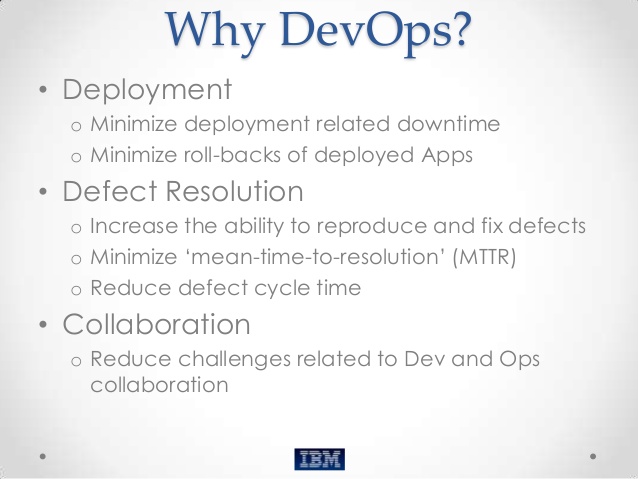 Why DevOps?
• Deployment
o Minimize deployment related downtime
o Minimize roll-backs of deployed Apps
• Defect Resolution
o Increase the ability to reproduce and fix defects
o Minimize ‘mean-time-to-resolution’ (MTTR)
o Reduce defect cycle time
• Collaboration
o Reduce challenges related to Dev and Ops
collaboration
IBM